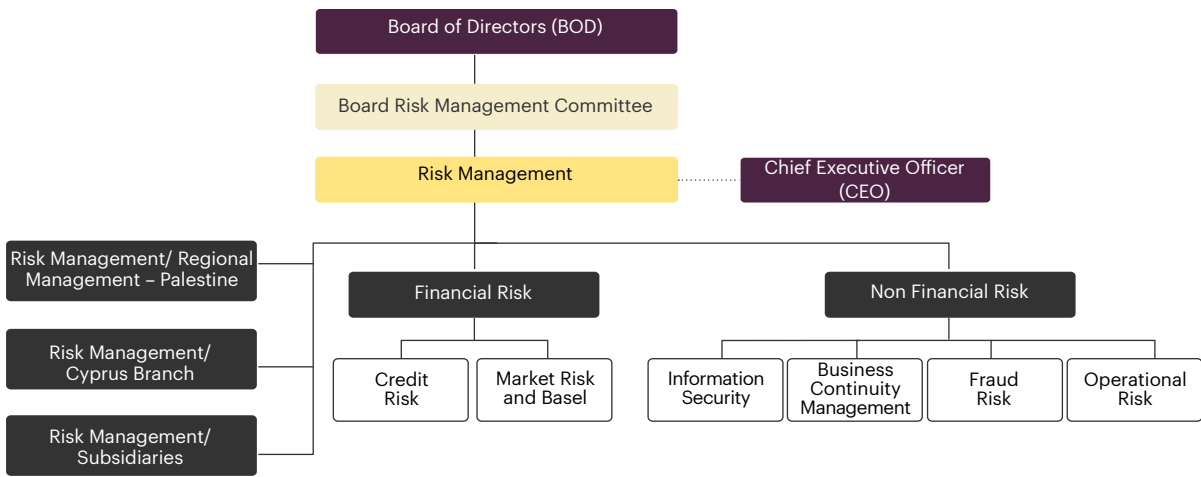 Board of Directors (BOD)
Board Risk Management Committee
Risk Management
Chief Executive Officer
(CEO)
Risk Management/ Regional
Management – Palestine
Financial Risk
Non Financial Risk
Risk Management/
Cyprus Branch
Credit
Risk
Market Risk
and Basel
Information
Security
Business
Continuity
Management
Fraud
Risk
Operational
Risk
Risk Management/
Subsidiaries